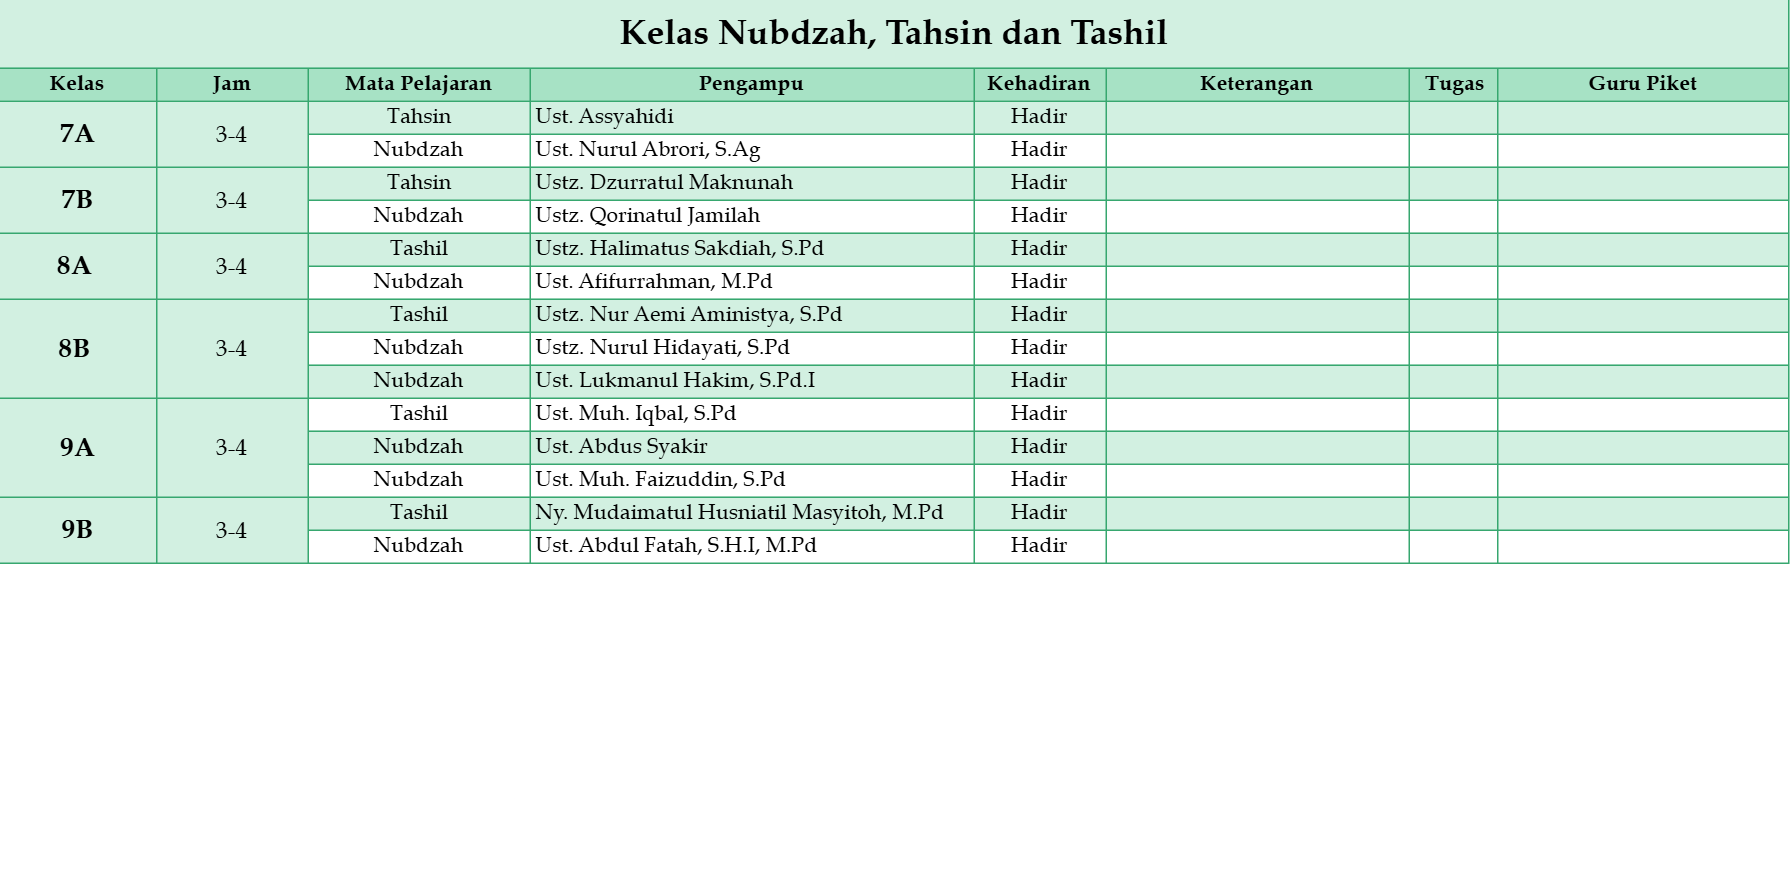 Kelas Nubdzah, Tahsin dan Tashil
Kelas Jam Mata Pelajaran Pengampu Kehadiran Keterangan Tugas Guru Piket
7A 3-4 Tahsin Ust. Assyahidi Hadir
Nubdzah Ust. Nurul Abrori, S.Ag Hadir
7B 3-4 Tahsin Ustz. Dzurratul Maknunah Hadir
Nubdzah Ustz. Qorinatul Jamilah Hadir
8A 3-4 Tashil Ustz. Halimatus Sakdiah, S.Pd Hadir
Nubdzah Ust. Afifurrahman, M.Pd Hadir
8B 3-4 Tashil Ustz. Nur Aemi Aministya, S.Pd Hadir
Nubdzah Ustz. Nurul Hidayati, S.Pd Hadir
Nubdzah Ust. Lukmanul Hakim, S.Pd.I Hadir
9A 3-4 Tashil Ust. Muh. Iqbal, S.Pd Hadir
Nubdzah Ust. Abdus Syakir Hadir
Nubdzah Ust. Muh. Faizuddin, S.Pd Hadir
9B 3-4 Tashil Ny. Mudaimatul Husniatil Masyitoh, M.Pd Hadir
Nubdzah Ust. Abdul Fatah, S.H.I, M.Pd Hadir